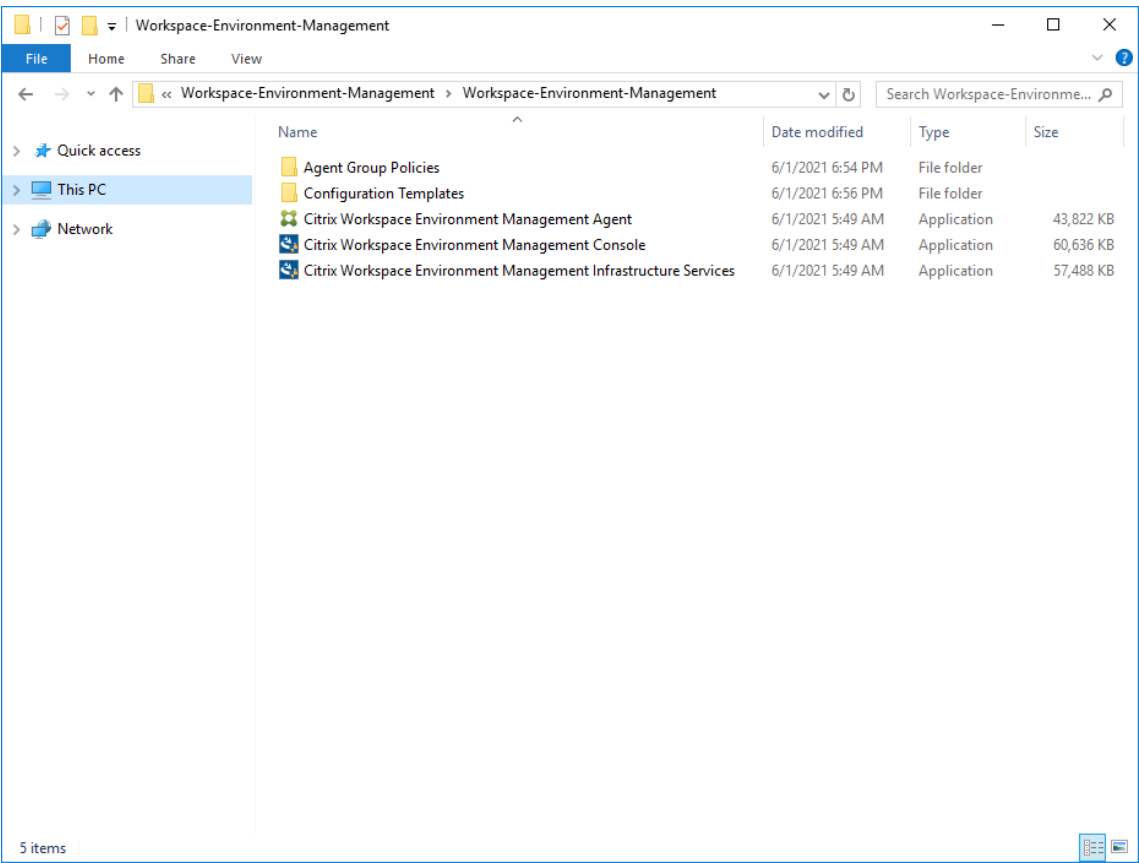 Workspace-Environment-Management
File Home Share View
« Workspace-Environment-Management > Workspace-Environment-Management Search Workspace-Environme...
Name Date modified Type Size
Quick access
This PC
Network
Agent Group Policies 6/1/2021 6:54 PM File folder
Configuration Templates 6/1/2021 6:56 PM File folder
Citrix Workspace Environment Management Agent 6/1/2021 5:49 AM Application 43,822 KB
Citrix Workspace Environment Management Console 6/1/2021 5:49 AM Application 60,636 KB
Citrix Workspace Environment Management Infrastructure Services 6/1/2021 5:49 AM Application 57,488 KB
5 items